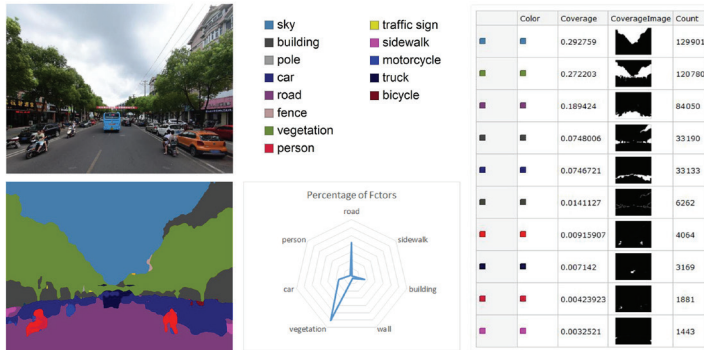 sky
building
pole
car
road
fence
vegetation
person
traffic sign
sidewalk
motorcycle
truck
bicycle
Percentage of Fctors
road
person
sidewalk
car
building
vegetation
wall
Color Coverage CoverageImage Count
0.292759 129901
0.272203 120780
0.189424 84050
0.0748006 33190
0.0746721 33133
0.0141127 6262
0.00915907 4064
0.007142 3169
0.00423923 1881
0.0032521 1443